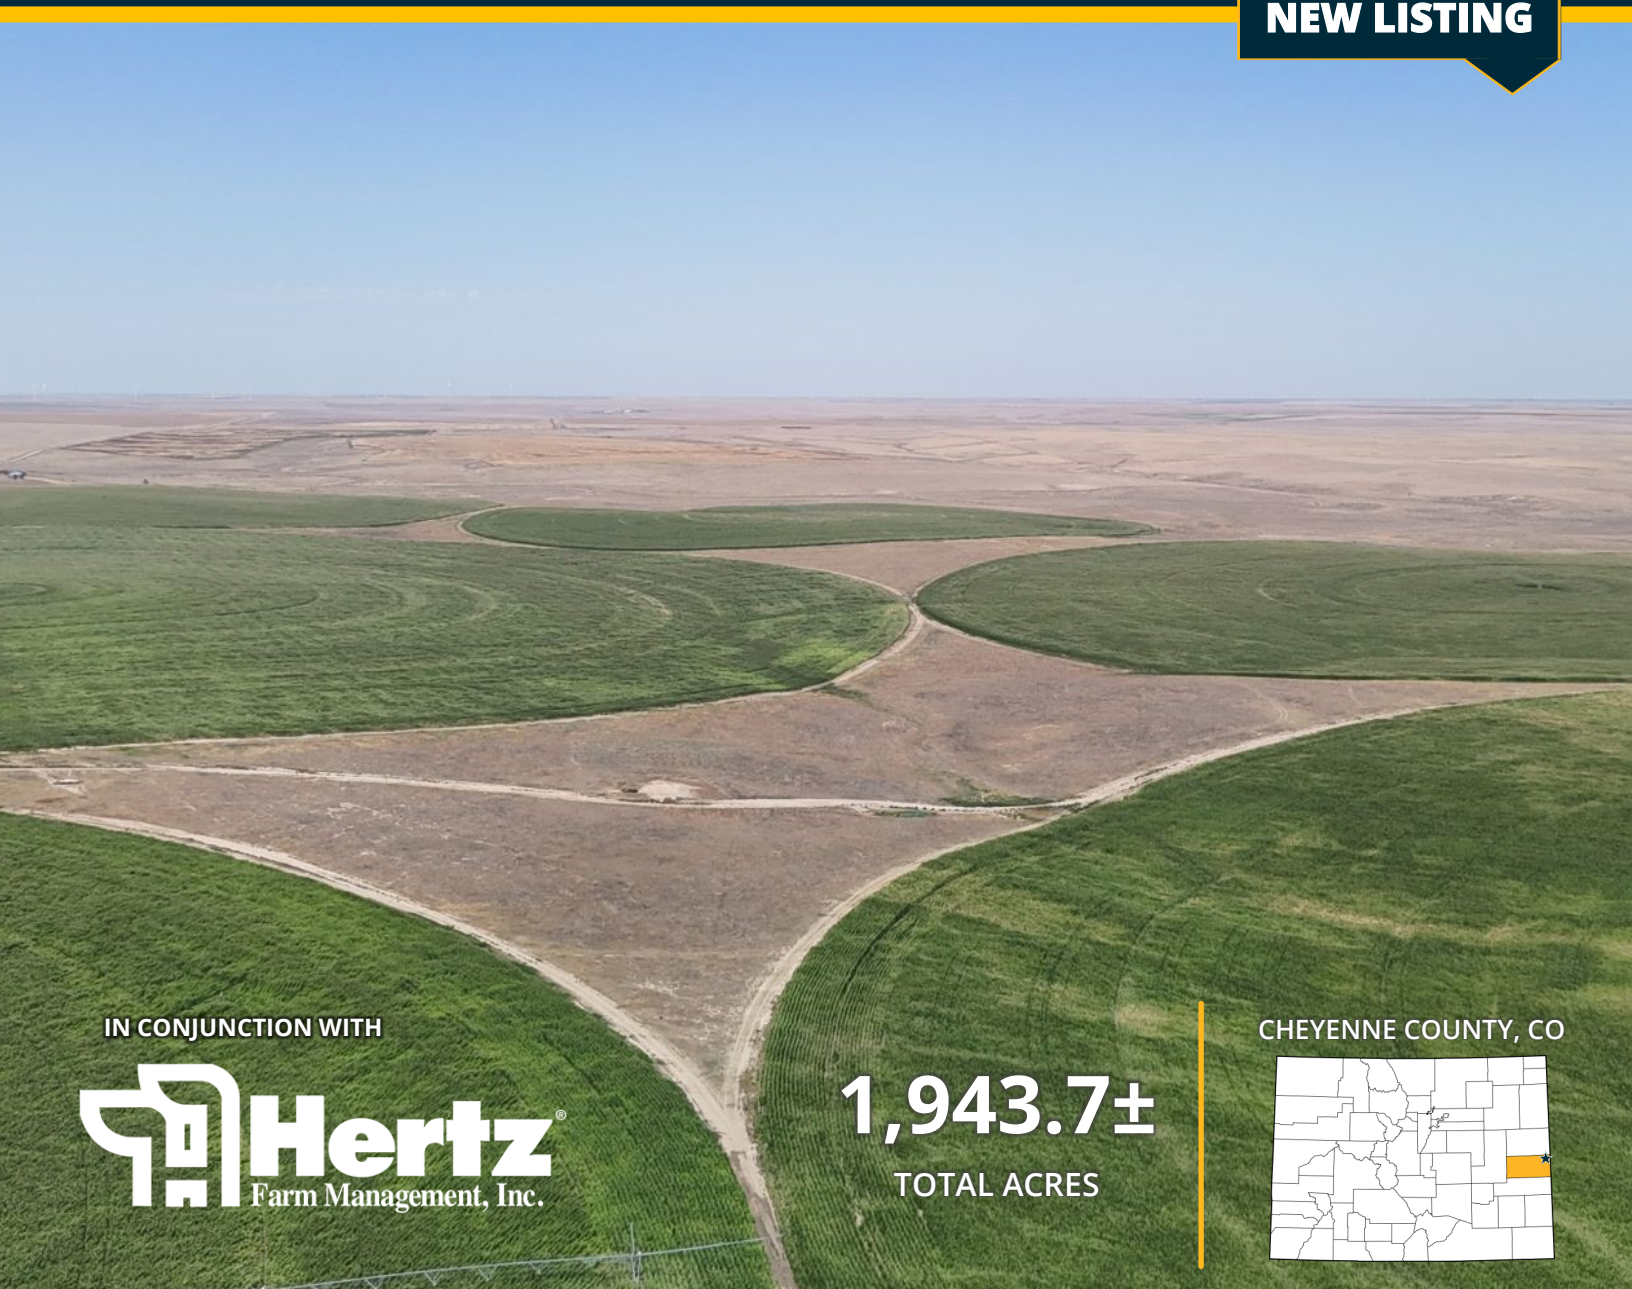 NEW LISTING
IN CONJUNCTION WITH
Hertz®
Farm Management, Inc.
1,943.7±
TOTAL ACRES
CHEYENNE COUNTY, CO